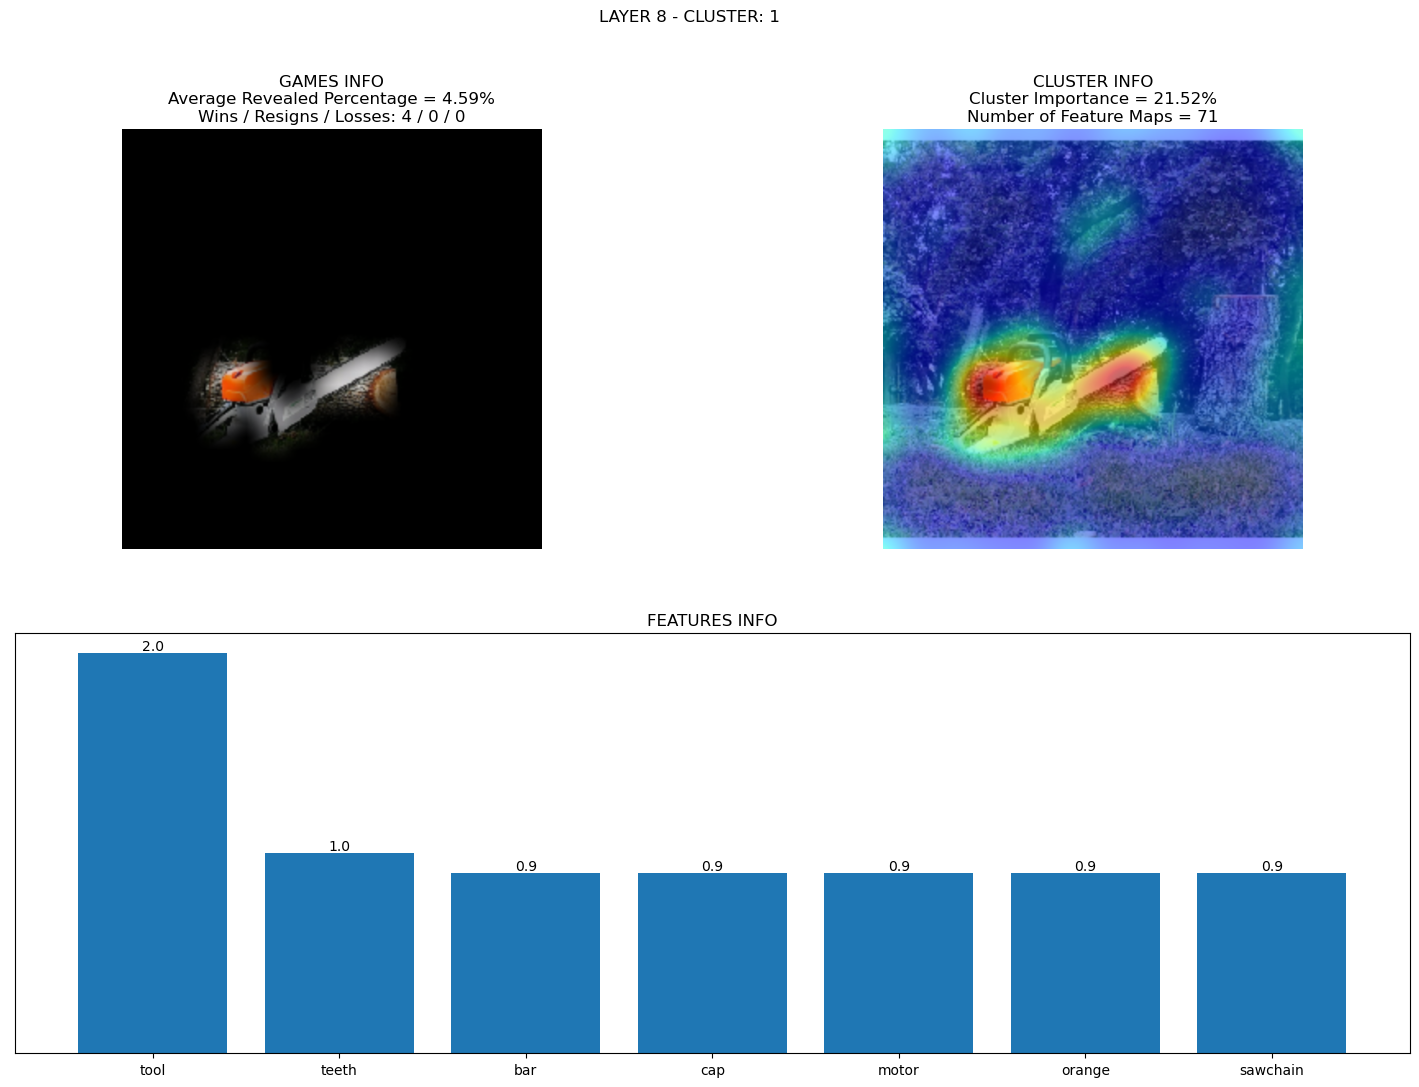 LAYER 8 - CLUSTER: 1
GAMES INFO
Average Revealed Percentage = 4.59%
Wins / Resigns / Losses: 4 / 0 / 0
CLUSTER INFO
Cluster Importance = 21.52%
Number of Feature Maps = 71
FEATURES INFO
2.0
1.0
0.9
0.9
0.9
0.9
0.9
tool
teeth
bar
cap
motor
orange
sawchain